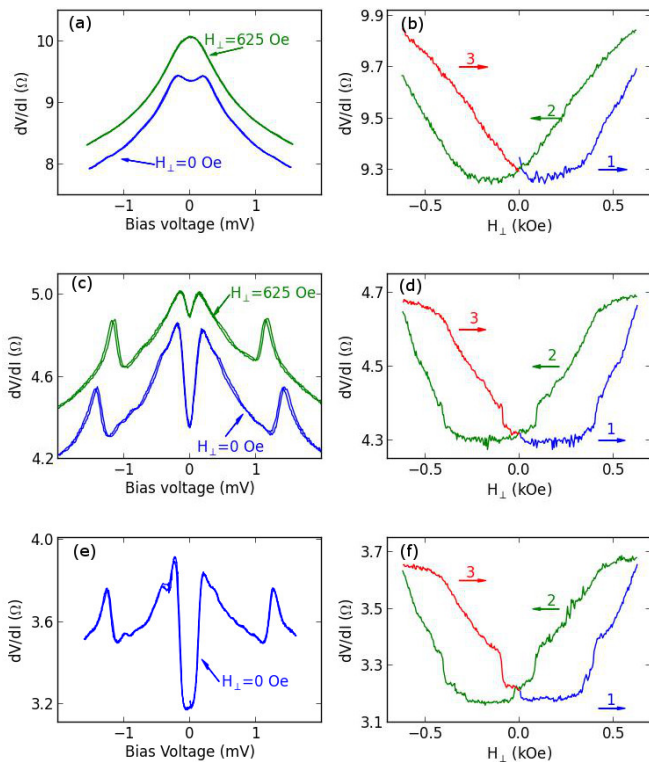 (a)
H⊥=625 Oe
H⊥=0 Oe
10
9
8
dV/dI (Ω)
−1 0 1
Bias voltage (mV)
(b)
3
2
1
9.9
9.7
9.5
9.3
dV/dI (Ω)
−0.5 0.0 0.5
H⊥ (kOe)
(c)
H⊥=625 Oe
H⊥=0 Oe
5.0
4.6
4.2
dV/dI (Ω)
−1 0 1
Bias voltage (mV)
(d)
3
2
1
4.7
4.5
4.3
dV/dI (Ω)
−0.5 0.0 0.5
H⊥ (kOe)
(e)
H⊥=0 Oe
4.0
3.6
3.2
dV/dI (Ω)
−1 0 1
Bias Voltage (mV)
(f)
3
2
1
3.7
3.5
3.3
3.1
dV/dI (Ω)
−0.5 0.0 0.5
H⊥ (kOe)